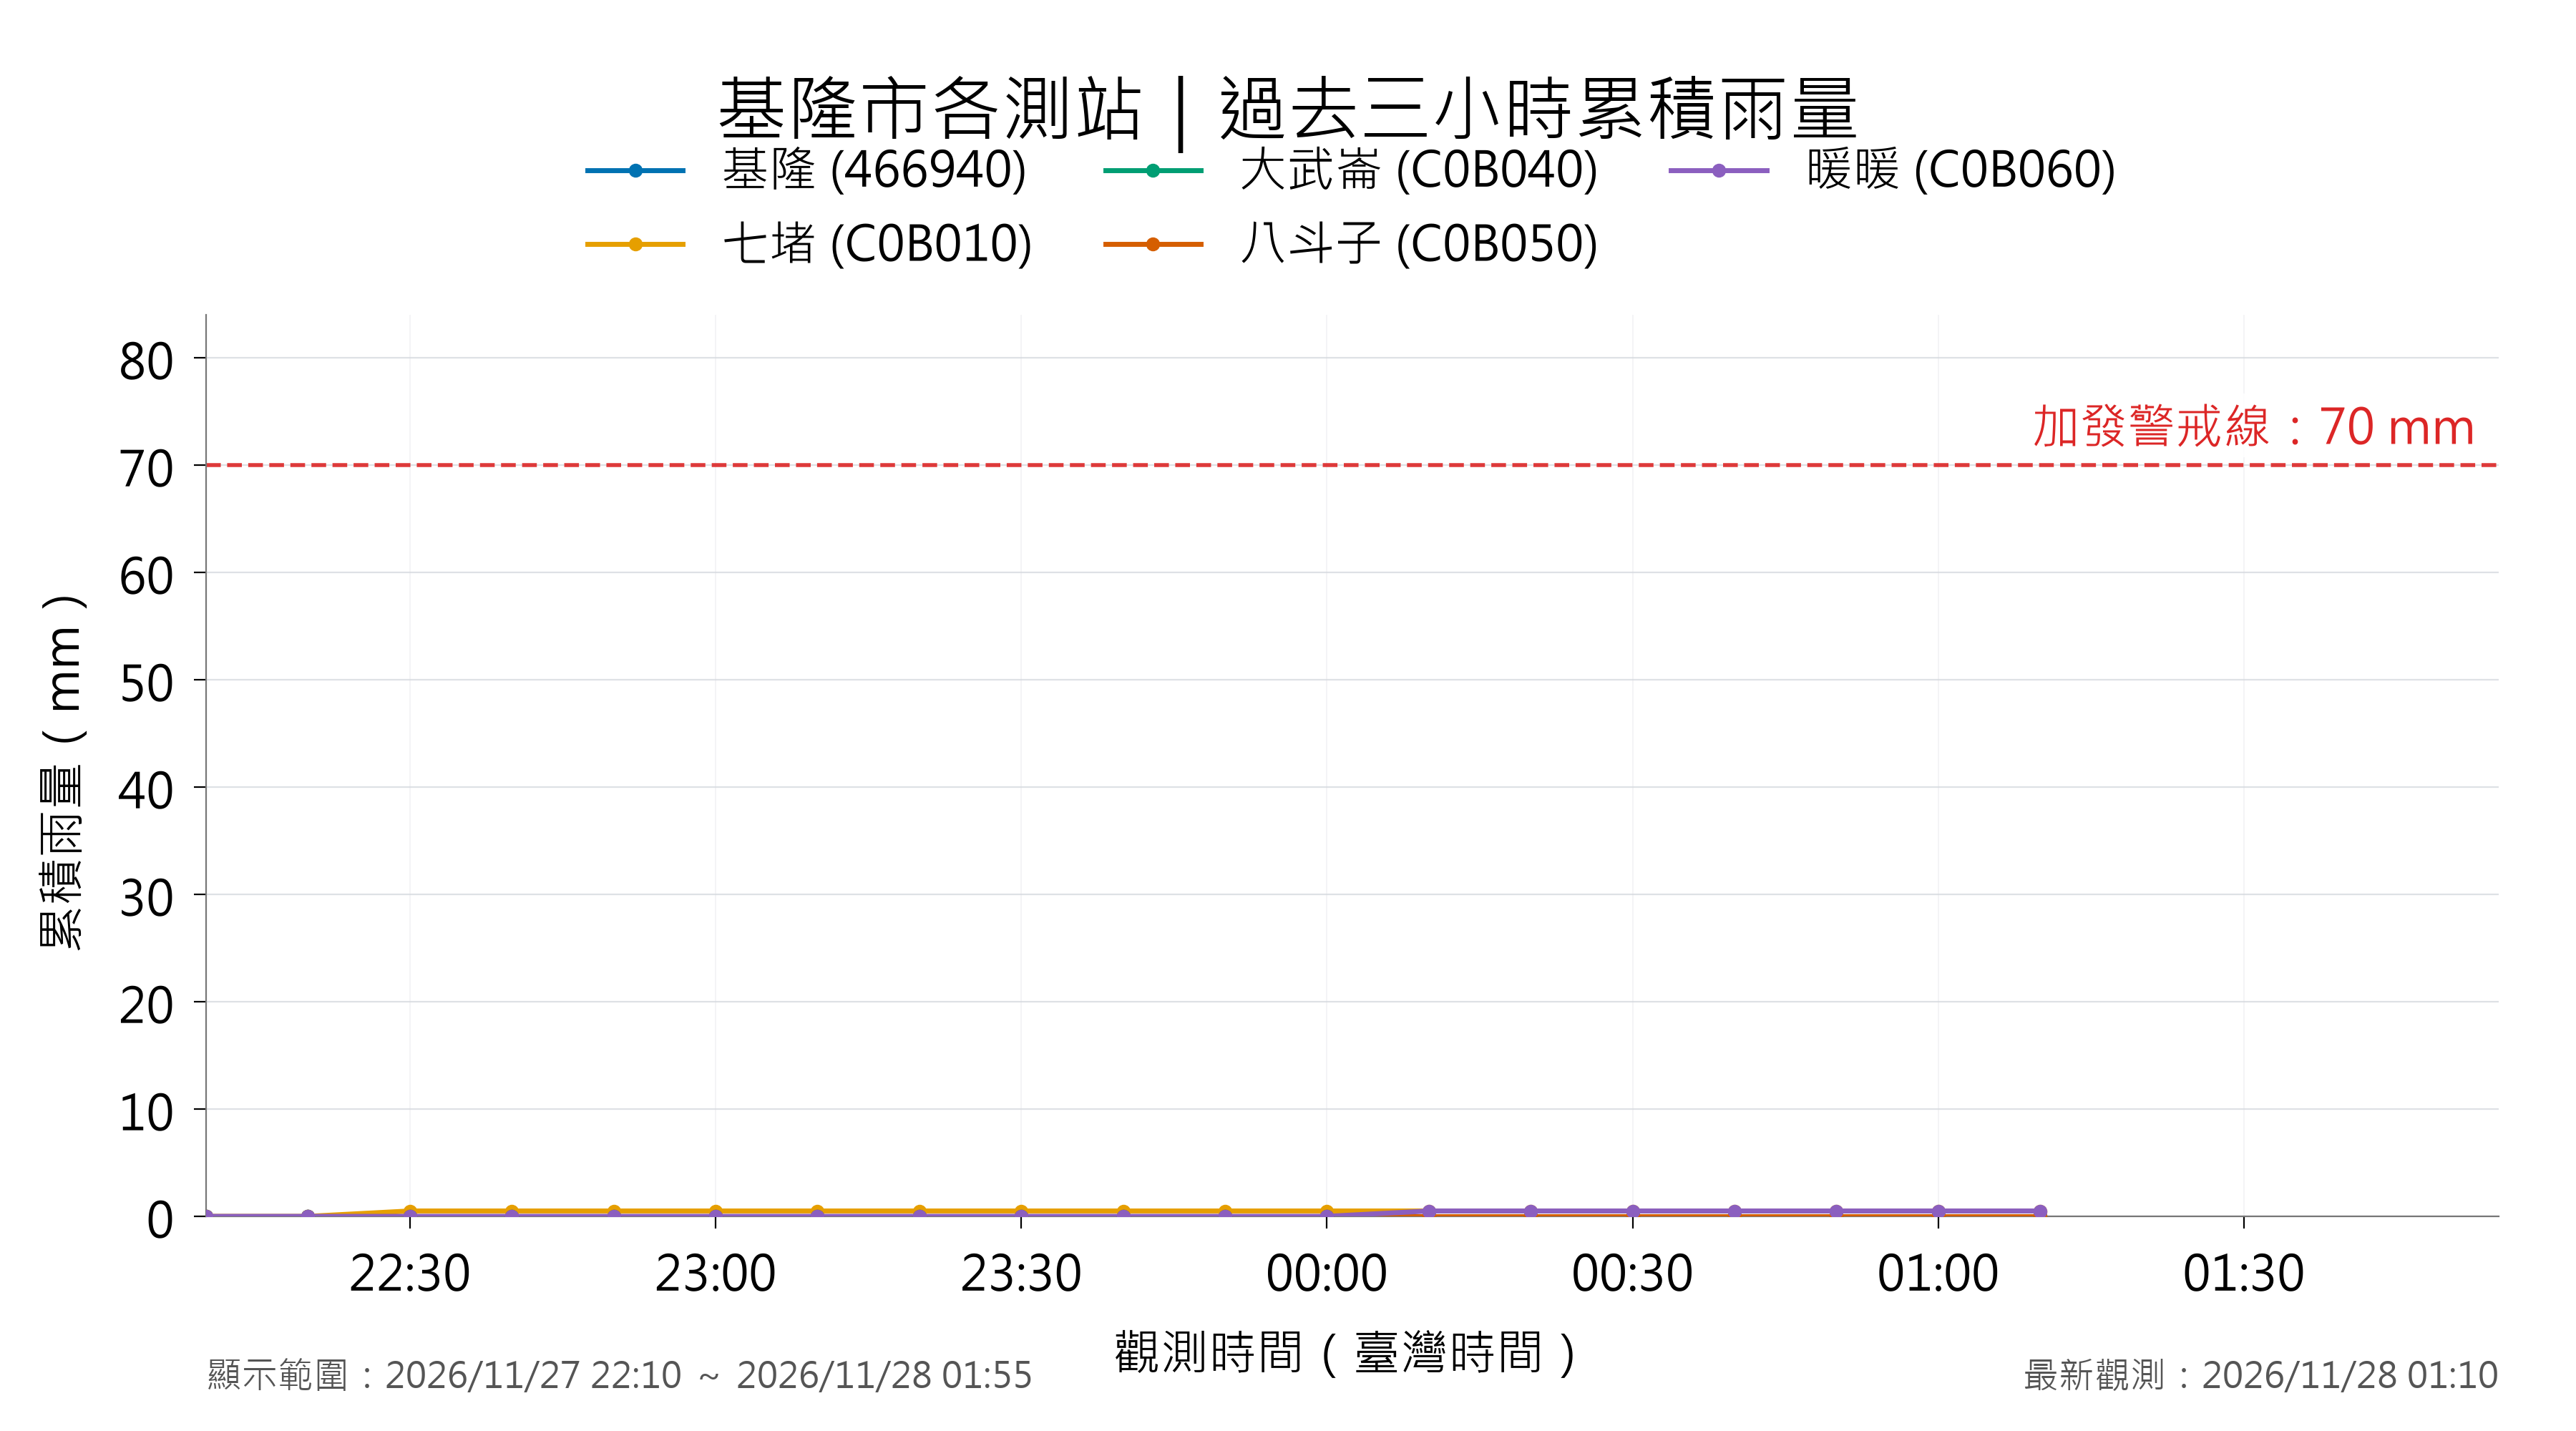 基隆市各測站｜過去三小時累積雨量
基隆 (466940)
大武崙 (C0B040)
暖暖 (C0B060)
七堵 (C0B010)
八斗子 (C0B050)
累積雨量（mm）
80
70
60
50
40
30
20
10
0
加發警戒線：70 mm
22:30
23:00
23:30
00:00
00:30
01:00
01:30
觀測時間（臺灣時間）
顯示範圍：2026/11/27 22:10 ~ 2026/11/28 01:55
最新觀測：2026/11/28 01:10